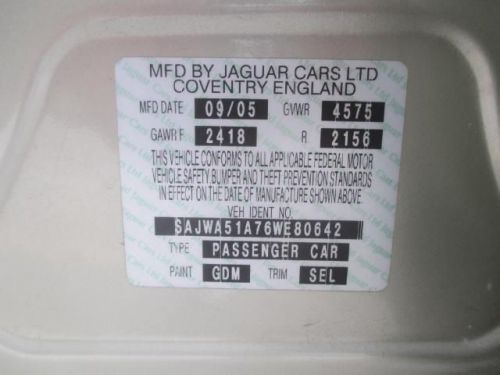 MFD BY JAGUAR CARS LTD
COVENTRY ENGLAND
MFD DATE 09/05 GVWR 4575
GAWR F 2418 R 2156
THIS VEHICLE CONFORMS TO ALL APPLICABLE FEDERAL MOTOR
VEHICLE SAFETY BUMPER AND THEFT PREVENTION STANDARDS
IN EFFECT ON THE DATE OF MANUFACTURE SHOWN ABOVE.
VEH IDENT NO.
SAJWA51A76WE80642
TYPE PASSENGER CAR
PAINT GDM TRIM SEL